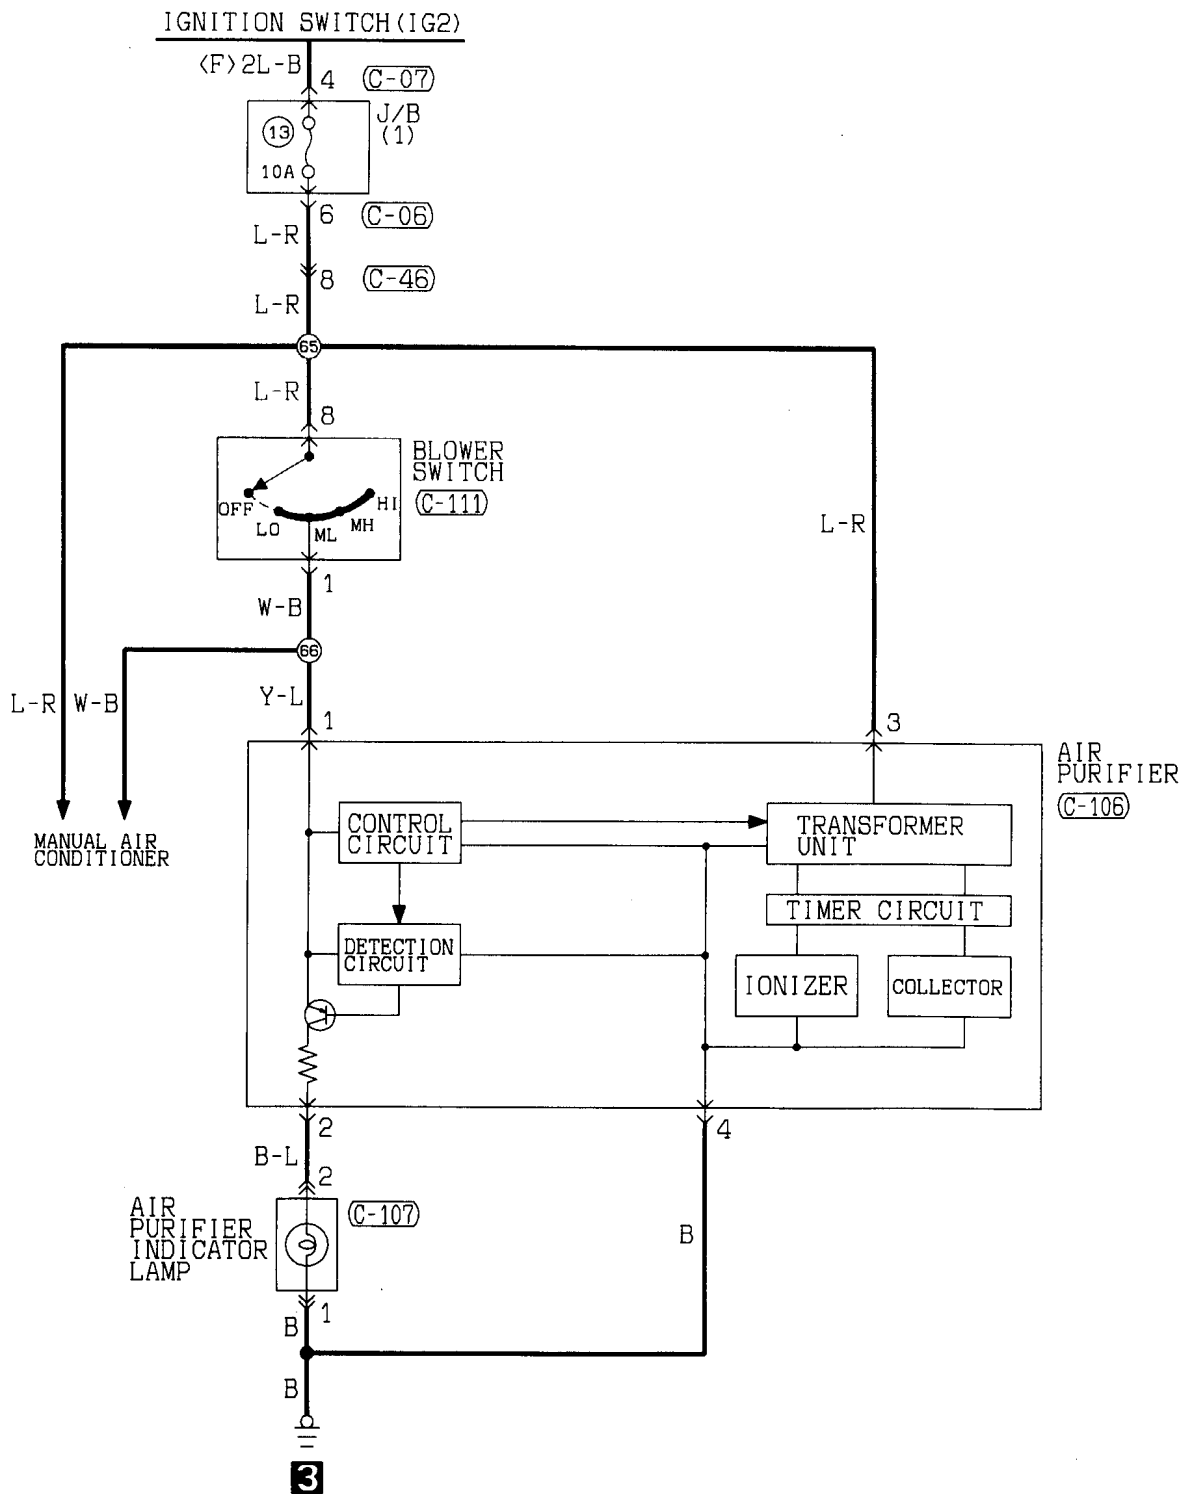 IGNITION SWITCH(IG2)
<F>2L-B
4
C-07
J/B
(1)
13
10A
6
C-06
L-R
8
C-46
L-R
65
L-R
8
BLOWER
SWITCH
C-111
OFF
LO
ML
MH
HI
L-R
1
W-B
66
L-R
W-B
Y-L
1
3
AIR
PURIFIER
C-106
MANUAL AIR
CONDITIONER
CONTROL
CIRCUIT
TRANSFORMER
UNIT
TIMER CIRCUIT
DETECTION
CIRCUIT
IONIZER
COLLECTOR
2
4
B-L
2
AIR
PURIFIER
INDICATOR
LAMP
C-107
B
1
B
B
3